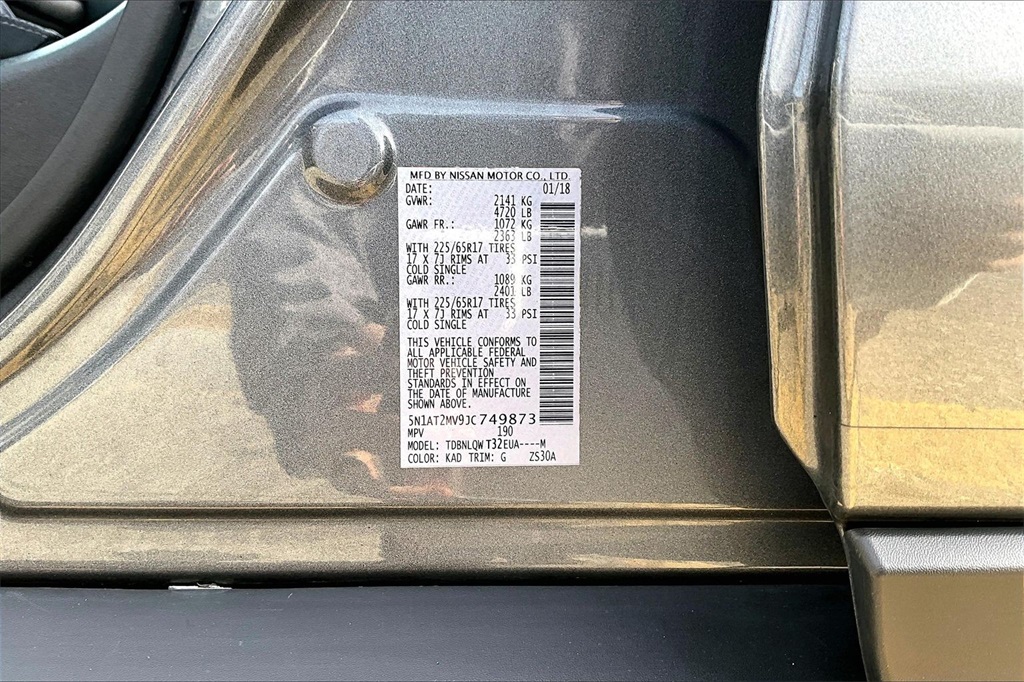 MFD BY NISSAN MOTOR CO., LTD.
DATE: 01/18
GVWR: 2141 KG
4720 LB
GAWR FR.: 1072 KG
2363 LB
WITH 225/65R17 TIRES
17 X 7J RIMS AT 33 PSI
COLD SINGLE
GAWR RR.: 1089 KG
2401 LB
WITH 225/65R17 TIRES
17 X 7J RIMS AT 33 PSI
COLD SINGLE
THIS VEHICLE CONFORMS TO
ALL APPLICABLE FEDERAL
MOTOR VEHICLE SAFETY AND
THEFT PREVENTION
STANDARDS IN EFFECT ON
THE DATE OF MANUFACTURE
SHOWN ABOVE.
5N1AT2MV9JC749873
MPV 190
MODEL: TDBNLQW T32EUA----M
COLOR: KAD TRIM: G ZS30A